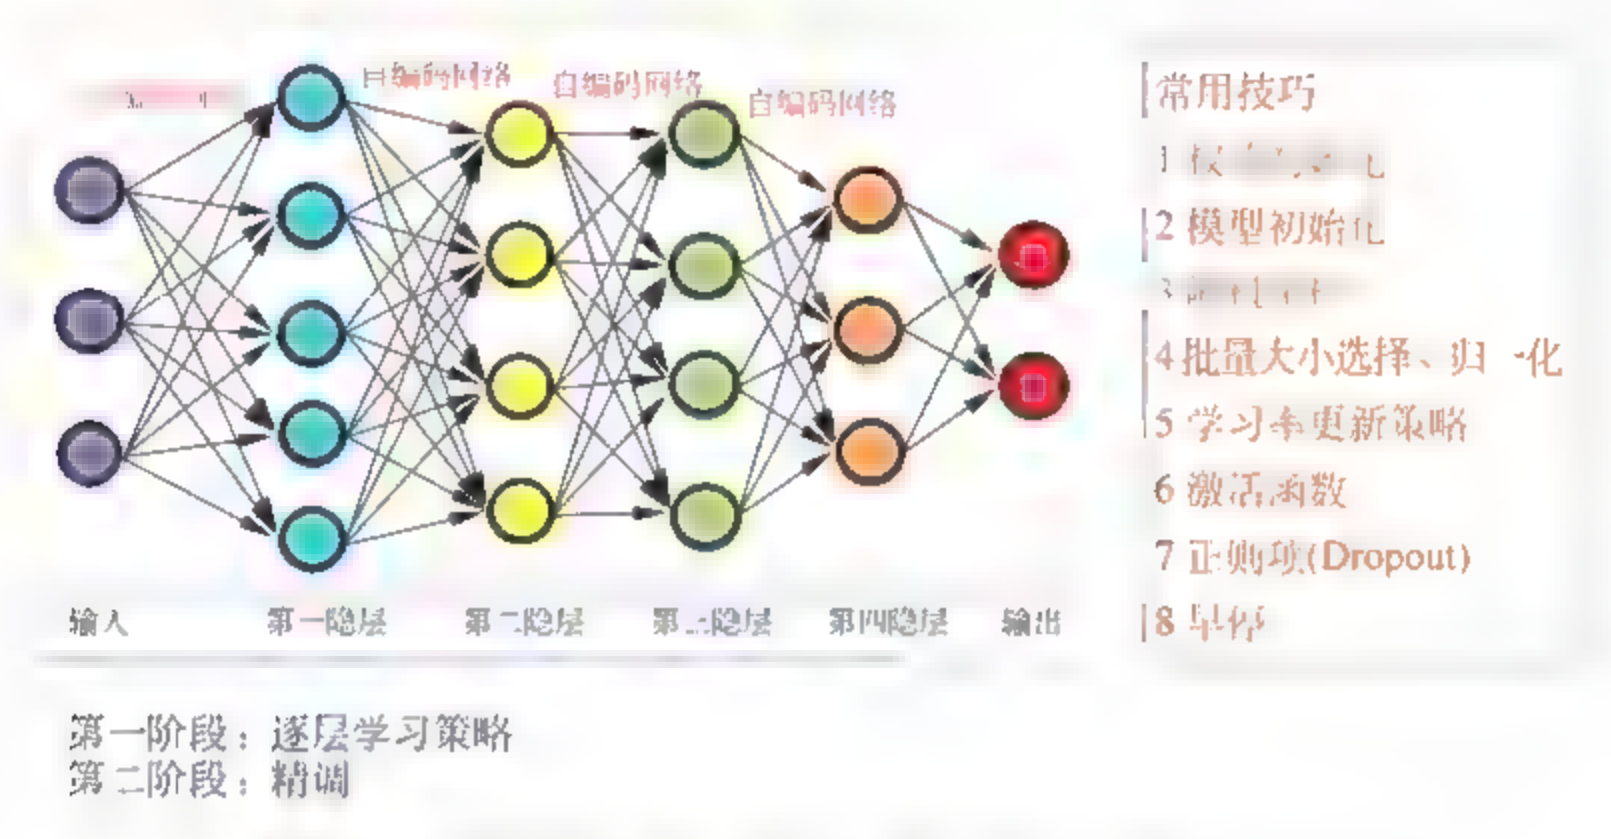 自编码网络
自编码网络
自编码网络
输入 第一隐层 第二隐层 第三隐层 第四隐层 输出
第一阶段：逐层学习策略
第二阶段：精调
常用技巧
1
2 模型初始化
3
4 批量大小选择、归一化
5 学习率更新策略
6 激活函数
7 正则项(Dropout)
8 早停